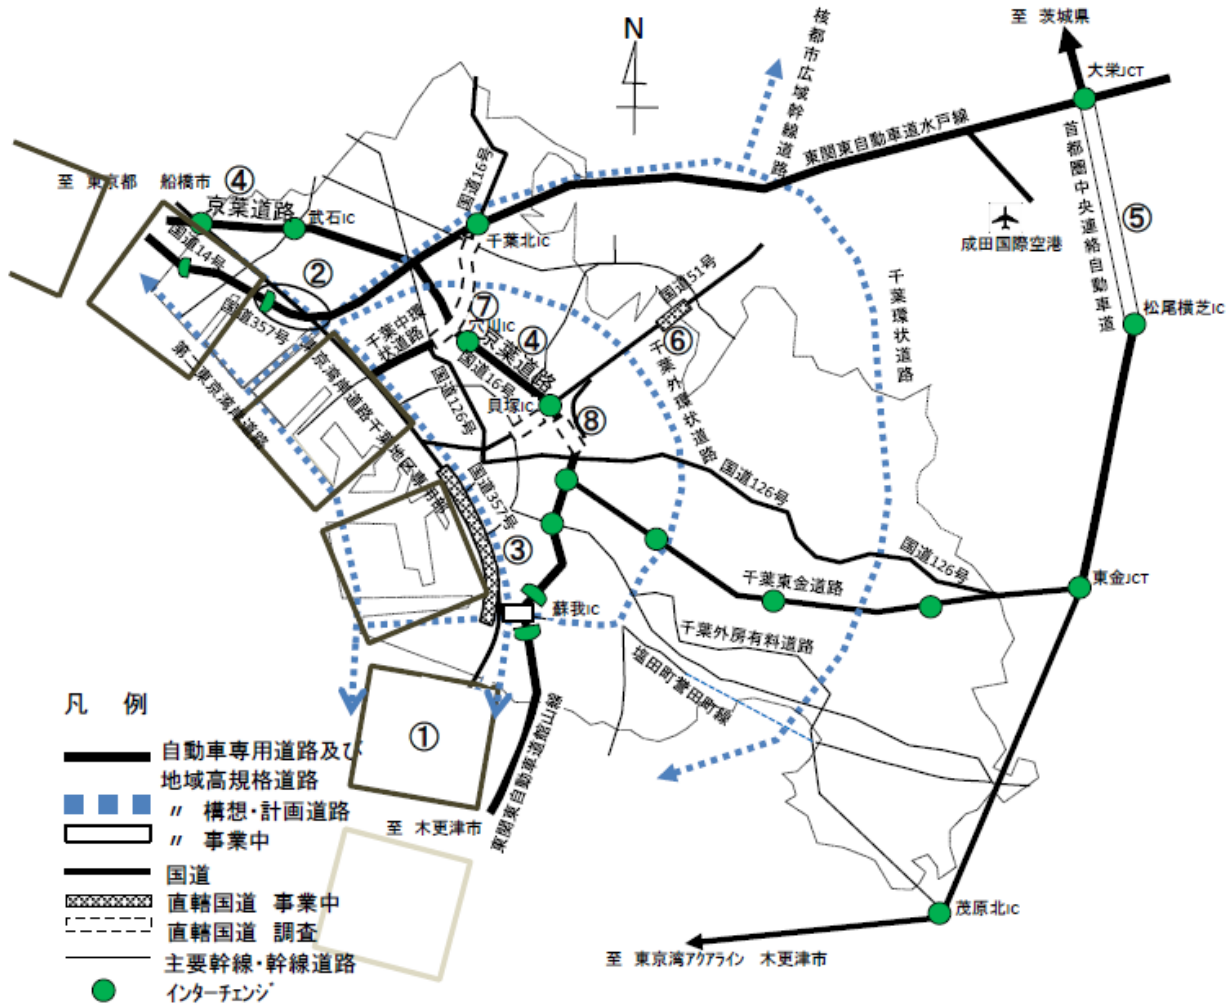 至 茨城県
N
大栄JCT
核都市広域幹線道路
東関東自動車道水戸線
首都圏中央連絡自動車道
⑤
国道16号
至 東京都 船橋市
④
京葉道路
武石IC
千葉北IC
成田国際空港
国道14号
②
国道51号
千葉環状道路
松尾横芝IC
国道357号
⑦
穴川IC
④
⑥
千葉中環状道路
京葉道路
国道16号
千葉外環状道路
第二東京湾岸道路
東京湾岸道路千葉地区専用部
国道126号
貝塚IC
⑧
国道357号
国道126号
③
国道126号
千葉東金道路
東金JCT
蘇我IC
千葉外房有料道路
塩田町誉田町線
凡 例
①
自動車専用道路及び
地域高規格道路
〃 構想・計画道路
〃 事業中
至 木更津市
東関東自動車道館山線
国道
直轄国道 事業中
直轄国道 調査
主要幹線・幹線道路
インターチェンジ
茂原北IC
至 東京湾アクアライン 木更津市